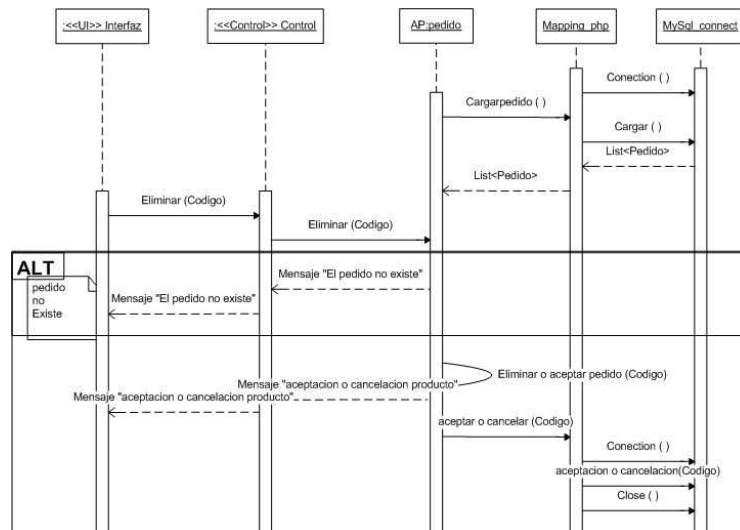 :<<UI>> Interfaz
:<<Control>> Control
AP:pedido
Mapping_php
MySql_connect
Conection ( )
Cargarpedido ( )
Cargar ( )
List<Pedido>
List<Pedido>
Eliminar (Codigo)
Eliminar (Codigo)
ALT
pedido
no
Existe
Mensaje "El pedido no existe"
Mensaje "El pedido no existe"
Eliminar o aceptar pedido (Codigo)
Mensaje "aceptacion o cancelacion producto"
Mensaje "aceptacion o cancelacion producto"
aceptar o cancelar (Codigo)
Conection ( )
aceptacion o cancelacion(Codigo)
Close ( )